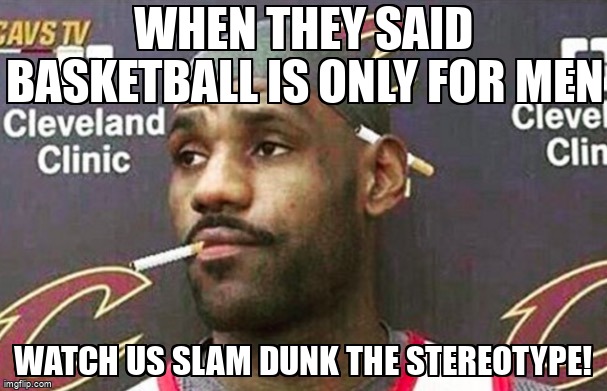 CAVS TV
WHEN THEY SAID
BASKETBALL IS ONLY FOR MEN
Cleveland
Clinic
Cleve
Clin
WATCH US SLAM DUNK THE STEREOTYPE!
imgflip.com